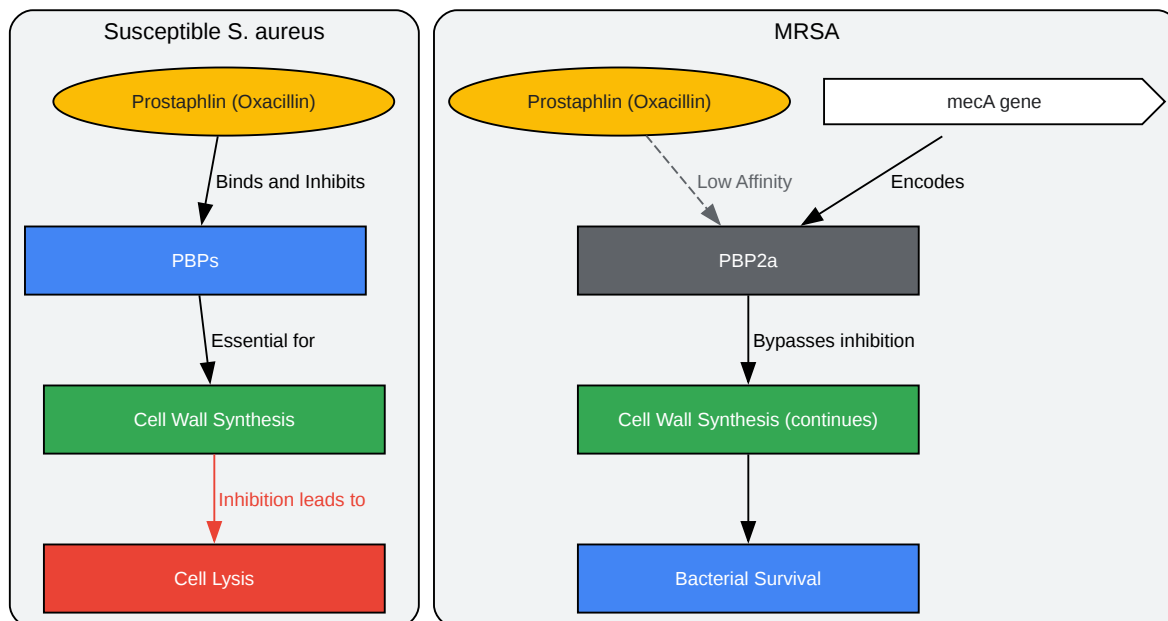 Susceptible S. aureus
Prostaphlin (Oxacillin)
Binds and Inhibits
PBPs
Essential for
Cell Wall Synthesis
Inhibition leads to
Cell Lysis
MRSA
Prostaphlin (Oxacillin)
mecA gene
Low Affinity
Encodes
PBP2a
Bypasses inhibition
Cell Wall Synthesis (continues)
Bacterial Survival